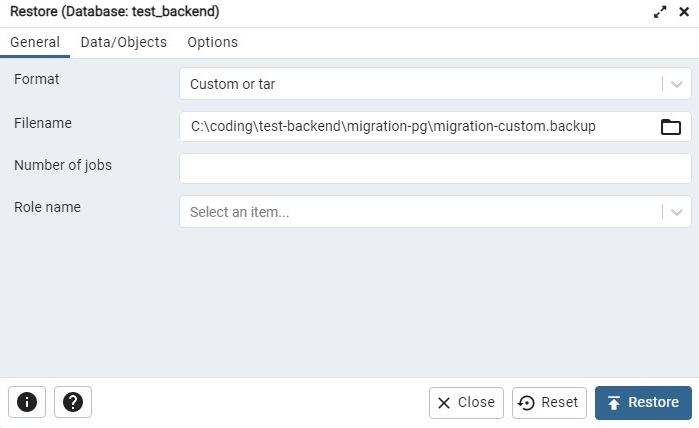 Restore (Database: test_backend)
General Data/Objects Options
Format Custom or tar
Filename C:\coding\test-backend\migration-pg\migration-custom.backup
Number of jobs
Role name Select an item...
Close Reset Restore